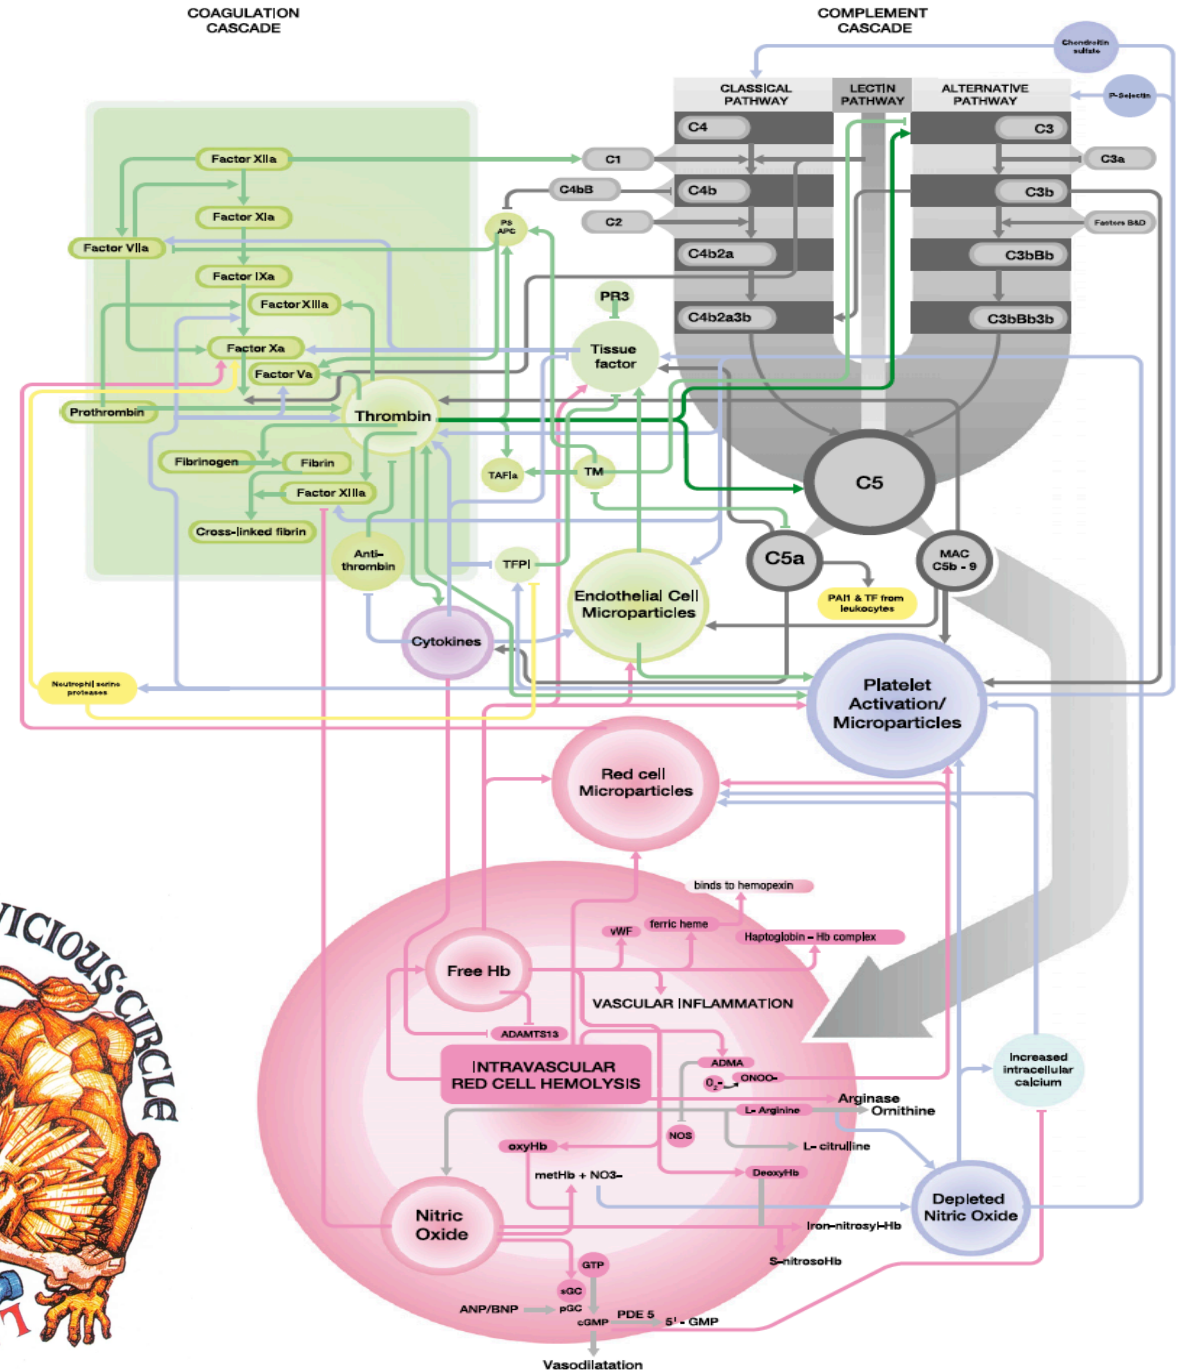 COAGULATION
CASCADE
COMPLEMENT
CASCADE
Chondroitin
sulfate
P-Selectin
CLASSICAL
PATHWAY
LECTIN
PATHWAY
ALTERNATIVE
PATHWAY
C4
C3
Factor XIIa
C1
C3a
C4bB
C4b
C3b
Factor XIa
C2
Factors B&D
PS
APC
Factor VIIa
C4b2a
C3bBb
Factor IXa
Factor XIIIa
PR3
C4b2a3b
C3bBb3b
Factor Xa
Tissue
factor
Factor Va
Prothrombin
Thrombin
Fibrinogen
Fibrin
TAFIa
TM
C5
Factor XIIIa
Cross-linked fibrin
Anti-
thrombin
TFPI
C5a
MAC
C5b - 9
Endothelial Cell
Microparticles
PAI1 & TF from
leukocytes
Cytokines
Neutrophil serine
proteases
Platelet
Activation/
Microparticles
Red cell
Microparticles
binds to hemopexin
vWF
ferric heme
Haptoglobin - Hb complex
Free Hb
VASCULAR INFLAMMATION
ADAMTS13
INTRAVASCULAR
RED CELL HEMOLYSIS
ADMA
O2-
ONOO-
Increased
intracellular
calcium
Arginase
L- Arginine
Ornithine
NOS
oxyHb
L- citrulline
metHb + NO3-
DeoxyHb
Nitric
Oxide
Depleted
Nitric Oxide
Iron-nitrosyl-Hb
S-nitrosoHb
GTP
sGC
ANP/BNP
pGC
cGMP
PDE 5
5' - GMP
Vasodilatation
VICIOUS·CIRCLE